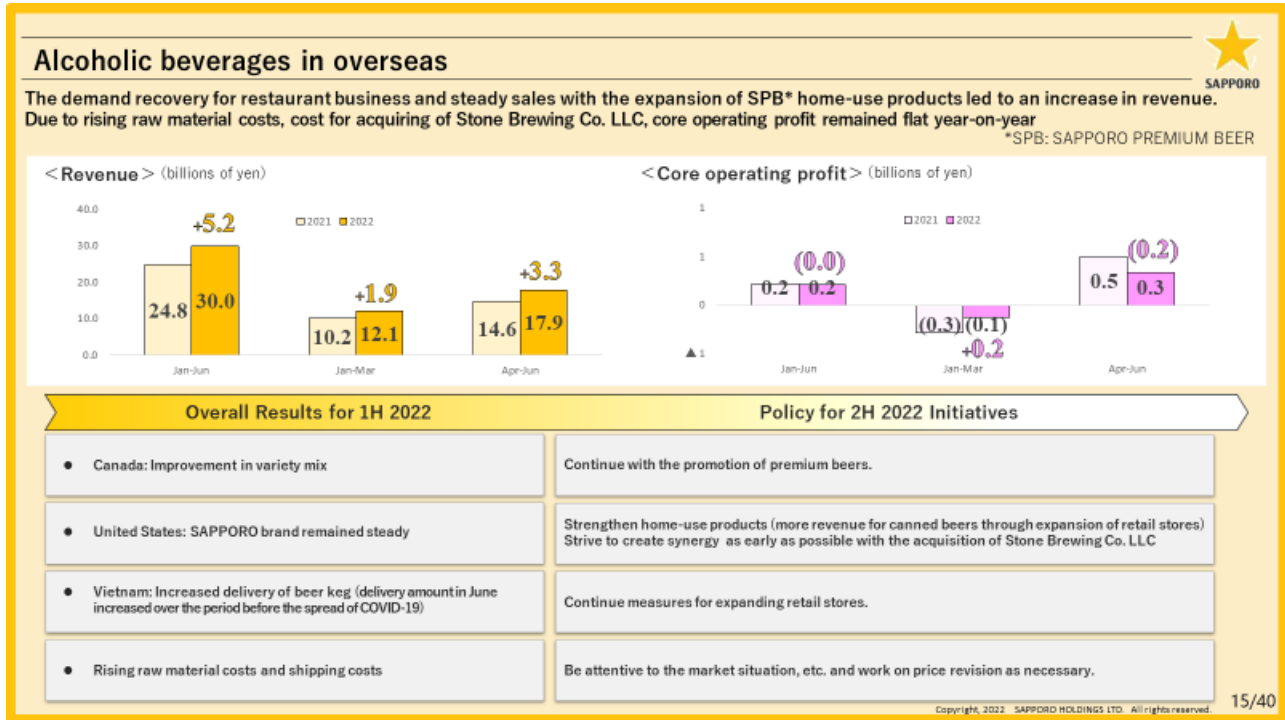 Alcoholic beverages in overseas
SAPPORO
The demand recovery for restaurant business and steady sales with the expansion of SPB* home-use products led to an increase in revenue.
Due to rising raw material costs, cost for acquiring of Stone Brewing Co. LLC, core operating profit remained flat year-on-year
*SPB: SAPPORO PREMIUM BEER
<Revenue> (billions of yen)
40.0
30.0
20.0
10.0
0.0
2021 2022
+5.2
24.8 30.0
+1.9
10.2 12.1
+3.3
14.6 17.9
Jan-Jun Jan-Mar Apr-Jun
<Core operating profit> (billions of yen)
1
1
0
▲ 1
2021 2022
(0.0)
0.2 0.2
(0.3) (0.1)
+0.2
(0.2)
0.5 0.3
Jan-Jun Jan-Mar Apr-Jun
Overall Results for 1H 2022
Policy for 2H 2022 Initiatives
● Canada: Improvement in variety mix
Continue with the promotion of premium beers.
● United States: SAPPORO brand remained steady
Strengthen home-use products (more revenue for canned beers through expansion of retail stores)
Strive to create synergy as early as possible with the acquisition of Stone Brewing Co. LLC
● Vietnam: Increased delivery of beer keg (delivery amount in June
increased over the period before the spread of COVID-19)
Continue measures for expanding retail stores.
● Rising raw material costs and shipping costs
Be attentive to the market situation, etc. and work on price revision as necessary.
Copyright, 2022 SAPPORO HOLDINGS LTD. All rights reserved.
15/40